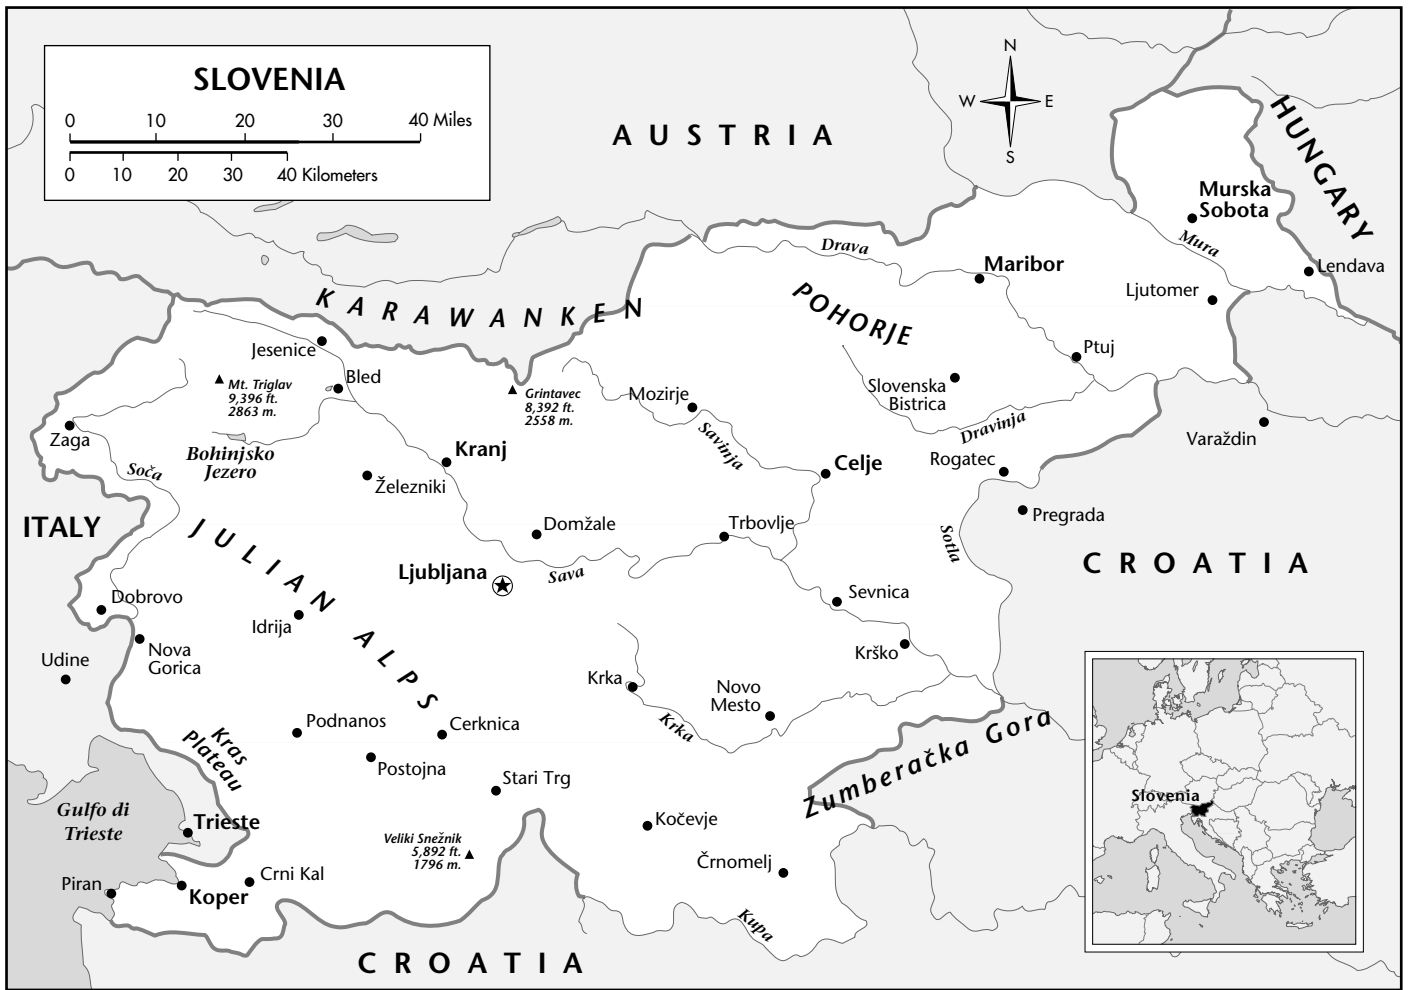 SLOVENIA
0 10 20 30 40 Miles
0 10 20 30 40 Kilometers
N
W E
S
AUSTRIA
HUNGARY
Murska
Sobota
Mura
Lendava
Drava
Maribor
Ljutomer
KARAWANKEN
POHORJE
Jesenice
Ptuj
Bled
Mt. Triglav
9,396 ft.
2863 m.
Grintavec
8,392 ft.
2558 m.
Mozirje
Slovenska
Bistrica
Zaga
Savinja
Dravinja
Varaždin
Bohinjsko
Jezero
Kranj
Celje
Rogatec
Soča
Železniki
ITALY
JULIAN ALPS
Domžale
Trbovlje
Sotla
Pregrada
CROATIA
Ljubljana
Sava
Dobrovo
Sevnica
Idrija
Nova
Gorica
Krško
Udine
Krka
Novo
Mesto
Krka
Podnanos
Cerknica
Kras
Plateau
Postojna
Zumberačka Gora
Stari Trg
Gulfo di
Trieste
Trieste
Kočevje
Veliki Snežnik
5,892 ft.
1796 m.
Črnomelj
Crni Kal
Piran
Koper
Kupa
CROATIA
Slovenia